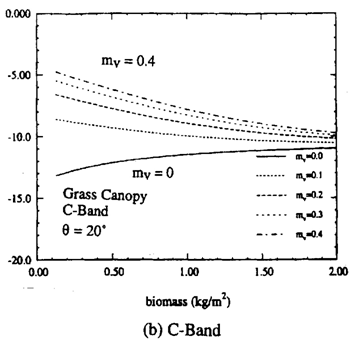 0.000
-5.00
-10.0
-15.0
-20.0
m_v = 0.4
m_v = 0
Grass Canopy
C-Band
θ = 20°
m_v=0.0
m_v=0.1
m_v=0.2
m_v=0.3
m_v=0.4
0.00 0.50 1.00 1.50 2.00
biomass (kg/m²)
(b) C-Band